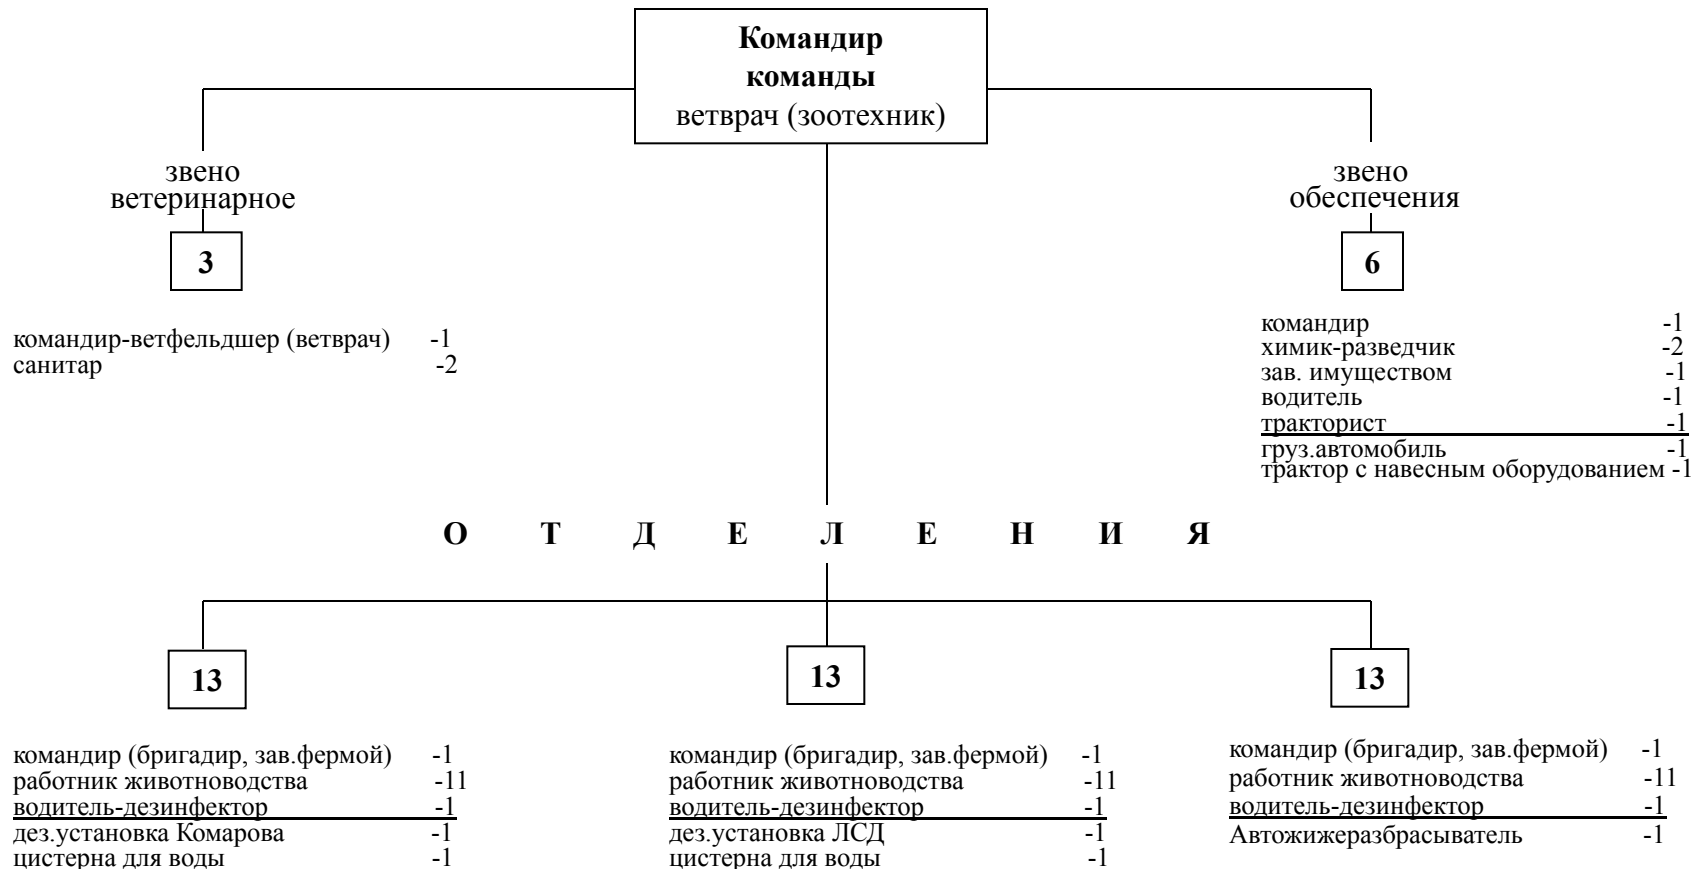 Командир
команды
ветврач (зоотехник)
звено
ветеринарное
3
командир-ветфельдшер (ветврач) -1
санитар -2
звено
обеспечения
6
командир -1
химик-разведчик -2
зав. имуществом -1
водитель -1
тракторист -1
груз.автомобиль -1
трактор с навесным оборудованием -1
О Т Д Е Л Е Н И Я
13
командир (бригадир, зав.фермой) -1
работник животноводства -11
водитель-дезинфектор -1
дез.установка Комарова -1
цистерна для воды -1
13
командир (бригадир, зав.фермой) -1
работник животноводства -11
водитель-дезинфектор -1
дез.установка ЛСД -1
цистерна для воды -1
13
командир (бригадир, зав.фермой) -1
работник животноводства -11
водитель-дезинфектор -1
Автожижеразбрасыватель -1